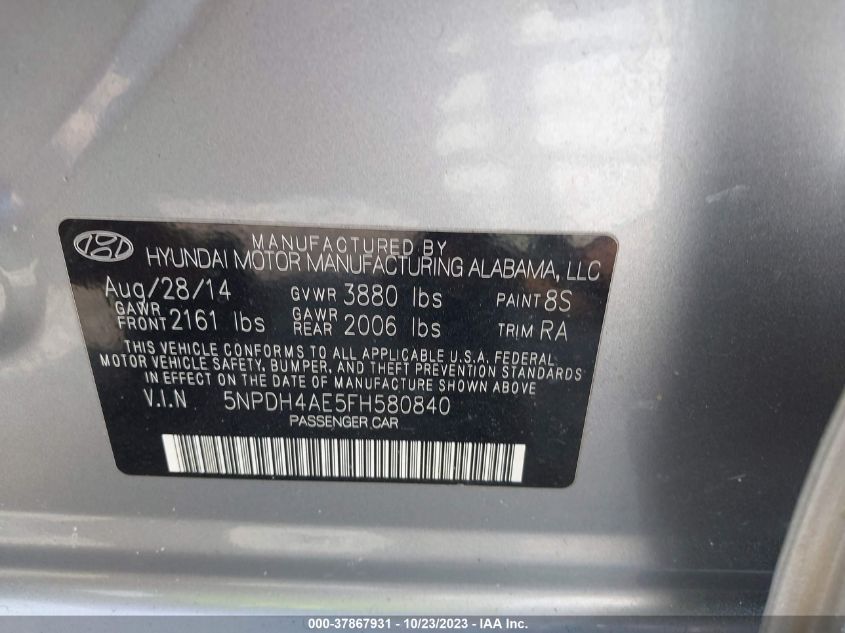 MANUFACTURED BY
HYUNDAI MOTOR MANUFACTURING ALABAMA, LLC
Aug/28/14 GVWR 3880 lbs PAINT 8S
GAWR FRONT 2161 lbs GAWR REAR 2006 lbs TRIM RA
THIS VEHICLE CONFORMS TO ALL APPLICABLE U.S.A. FEDERAL
MOTOR VEHICLE SAFETY, BUMPER, AND THEFT PREVENTION STANDARDS
IN EFFECT ON THE DATE OF MANUFACTURE SHOWN ABOVE
V.I.N 5NPDH4AE5FH580840
PASSENGER CAR
000-37867931 - 10/23/2023 - IAA Inc.